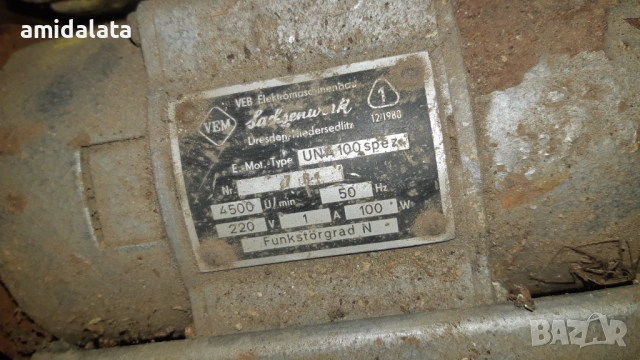 amidalata
VEM
VEB Elektromaschinenbau
Sachsenwerk
Dresden/Niedersedlitz
1
12/1980
E.-Mot.-Type UNA 100 spez.
Nr.
4500 U/min 50 Hz
220 V 1 A 100 W
Funkstörgrad N
BAZAR